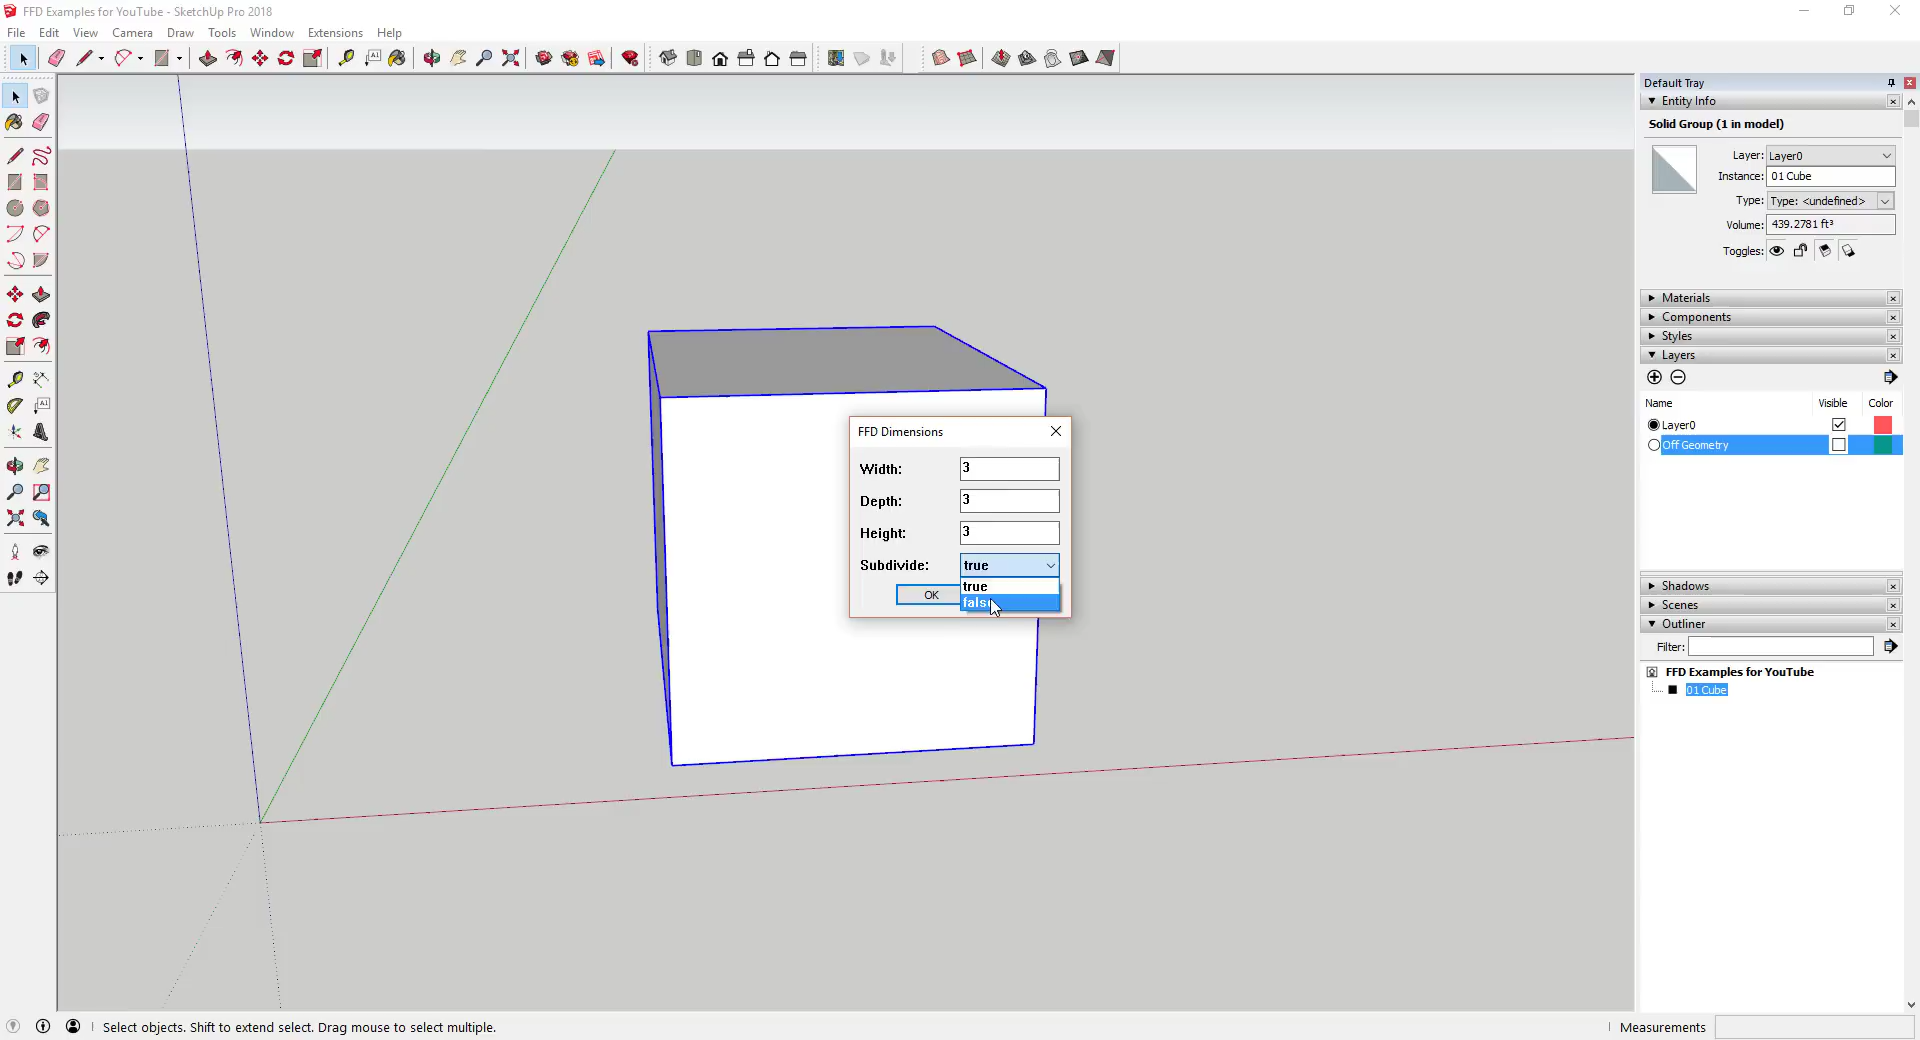 FFD Examples for YouTube - SketchUp Pro 2018
File Edit View Camera Draw Tools Window Extensions Help
Default Tray
Entity Info
Solid Group (1 in model)
Layer: Layer0
Instance: 01 Cube
Type: Type: <undefined>
Volume: 439.2781 ft³
Toggles:
Materials
Components
Styles
Layers
Name Visible Color
Layer0
Off Geometry
FFD Dimensions
Width: 3
Depth: 3
Height: 3
Subdivide: true
true
OK
Shadows
Scenes
Outliner
Filter:
FFD Examples for YouTube
01 Cube
Select objects. Shift to extend select. Drag mouse to select multiple.
Measurements